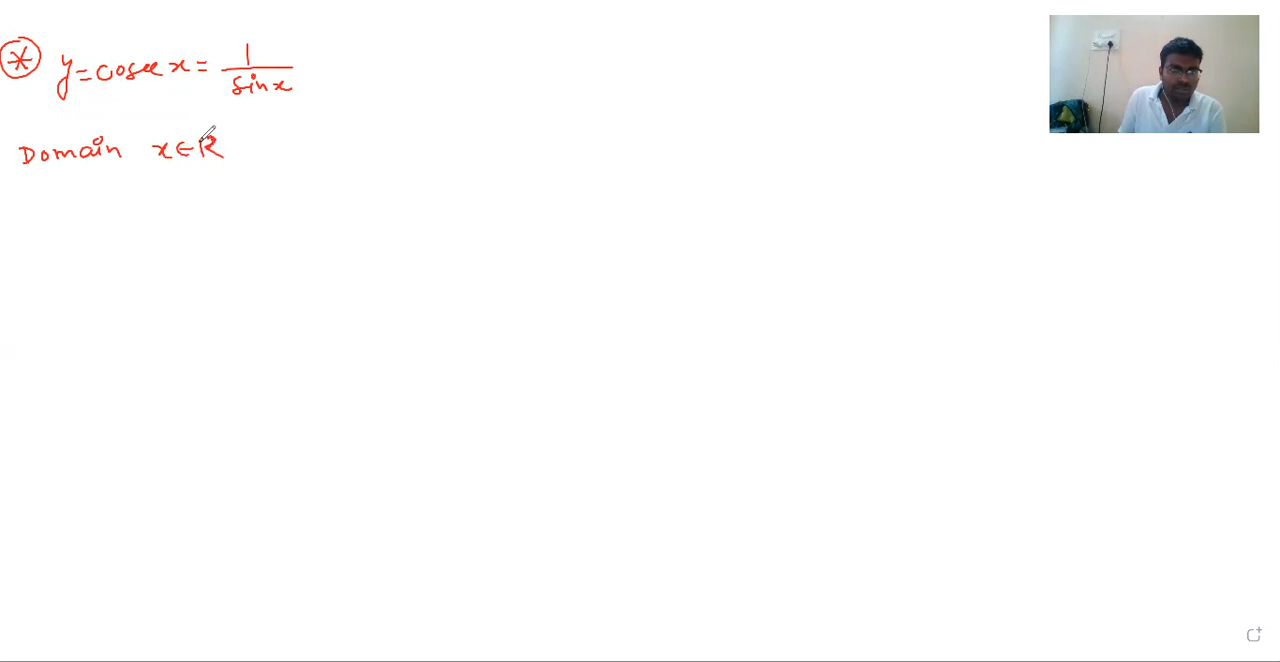 * y = cosec x = 1/sin x
Domain x ∈ R